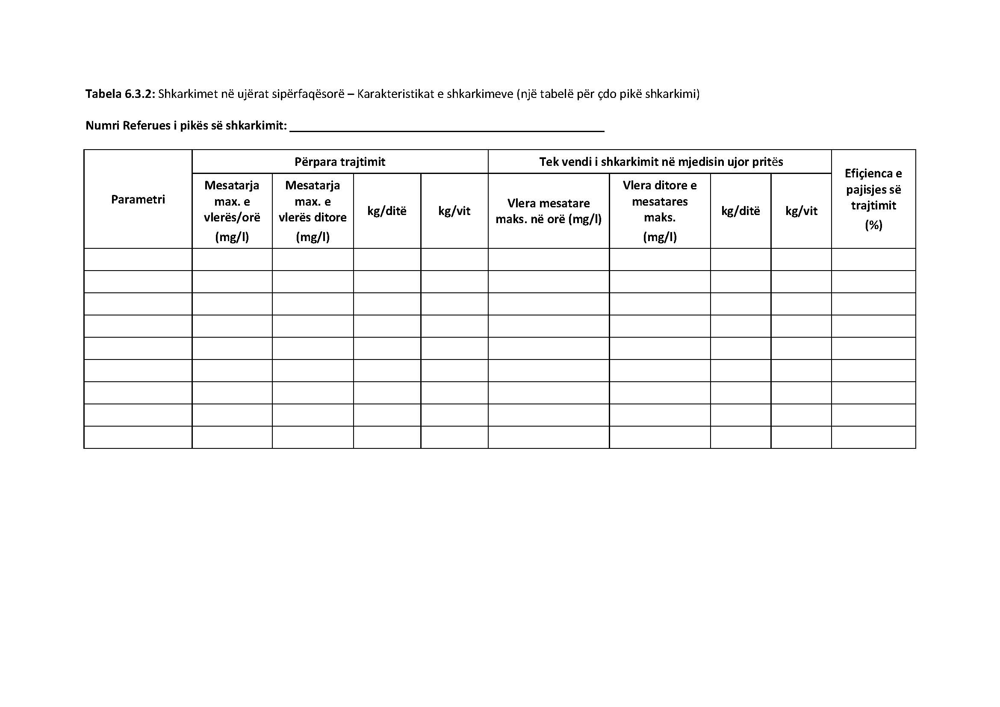 Tabela 6.3.2: Shkarkimet në ujërat sipërfaqësorë – Karakteristikat e shkarkimeve (një tabelë për çdo pikë shkarkimi)
Numri Referues i pikës së shkarkimit: ___________________________________________
Parametri
Përpara trajtimit
Tek vendi i shkarkimit në mjedisin ujor pritës
Efiçienca e
pajisjes së
trajtimit
(%)
Mesatarja
max. e
vlerës/orë
(mg/l)
Mesatarja
max. e
vlerës ditore
(mg/l)
kg/ditë
kg/vit
Vlera mesatare
maks. në orë (mg/l)
Vlera ditore e
mesatares
maks.
(mg/l)
kg/ditë
kg/vit